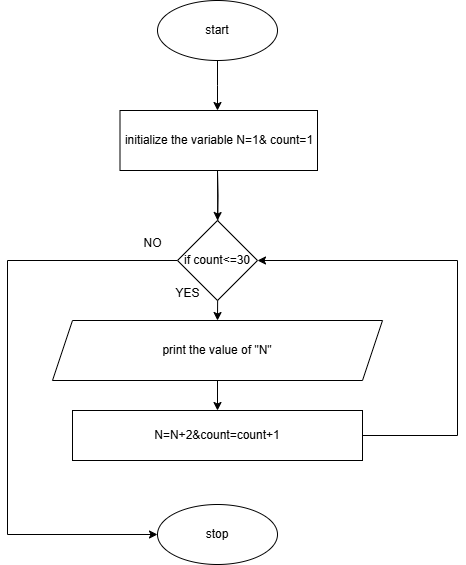 start
initialize the variable N=1& count=1
NO
if count<=30
YES
print the value of "N"
N=N+2&count=count+1
stop